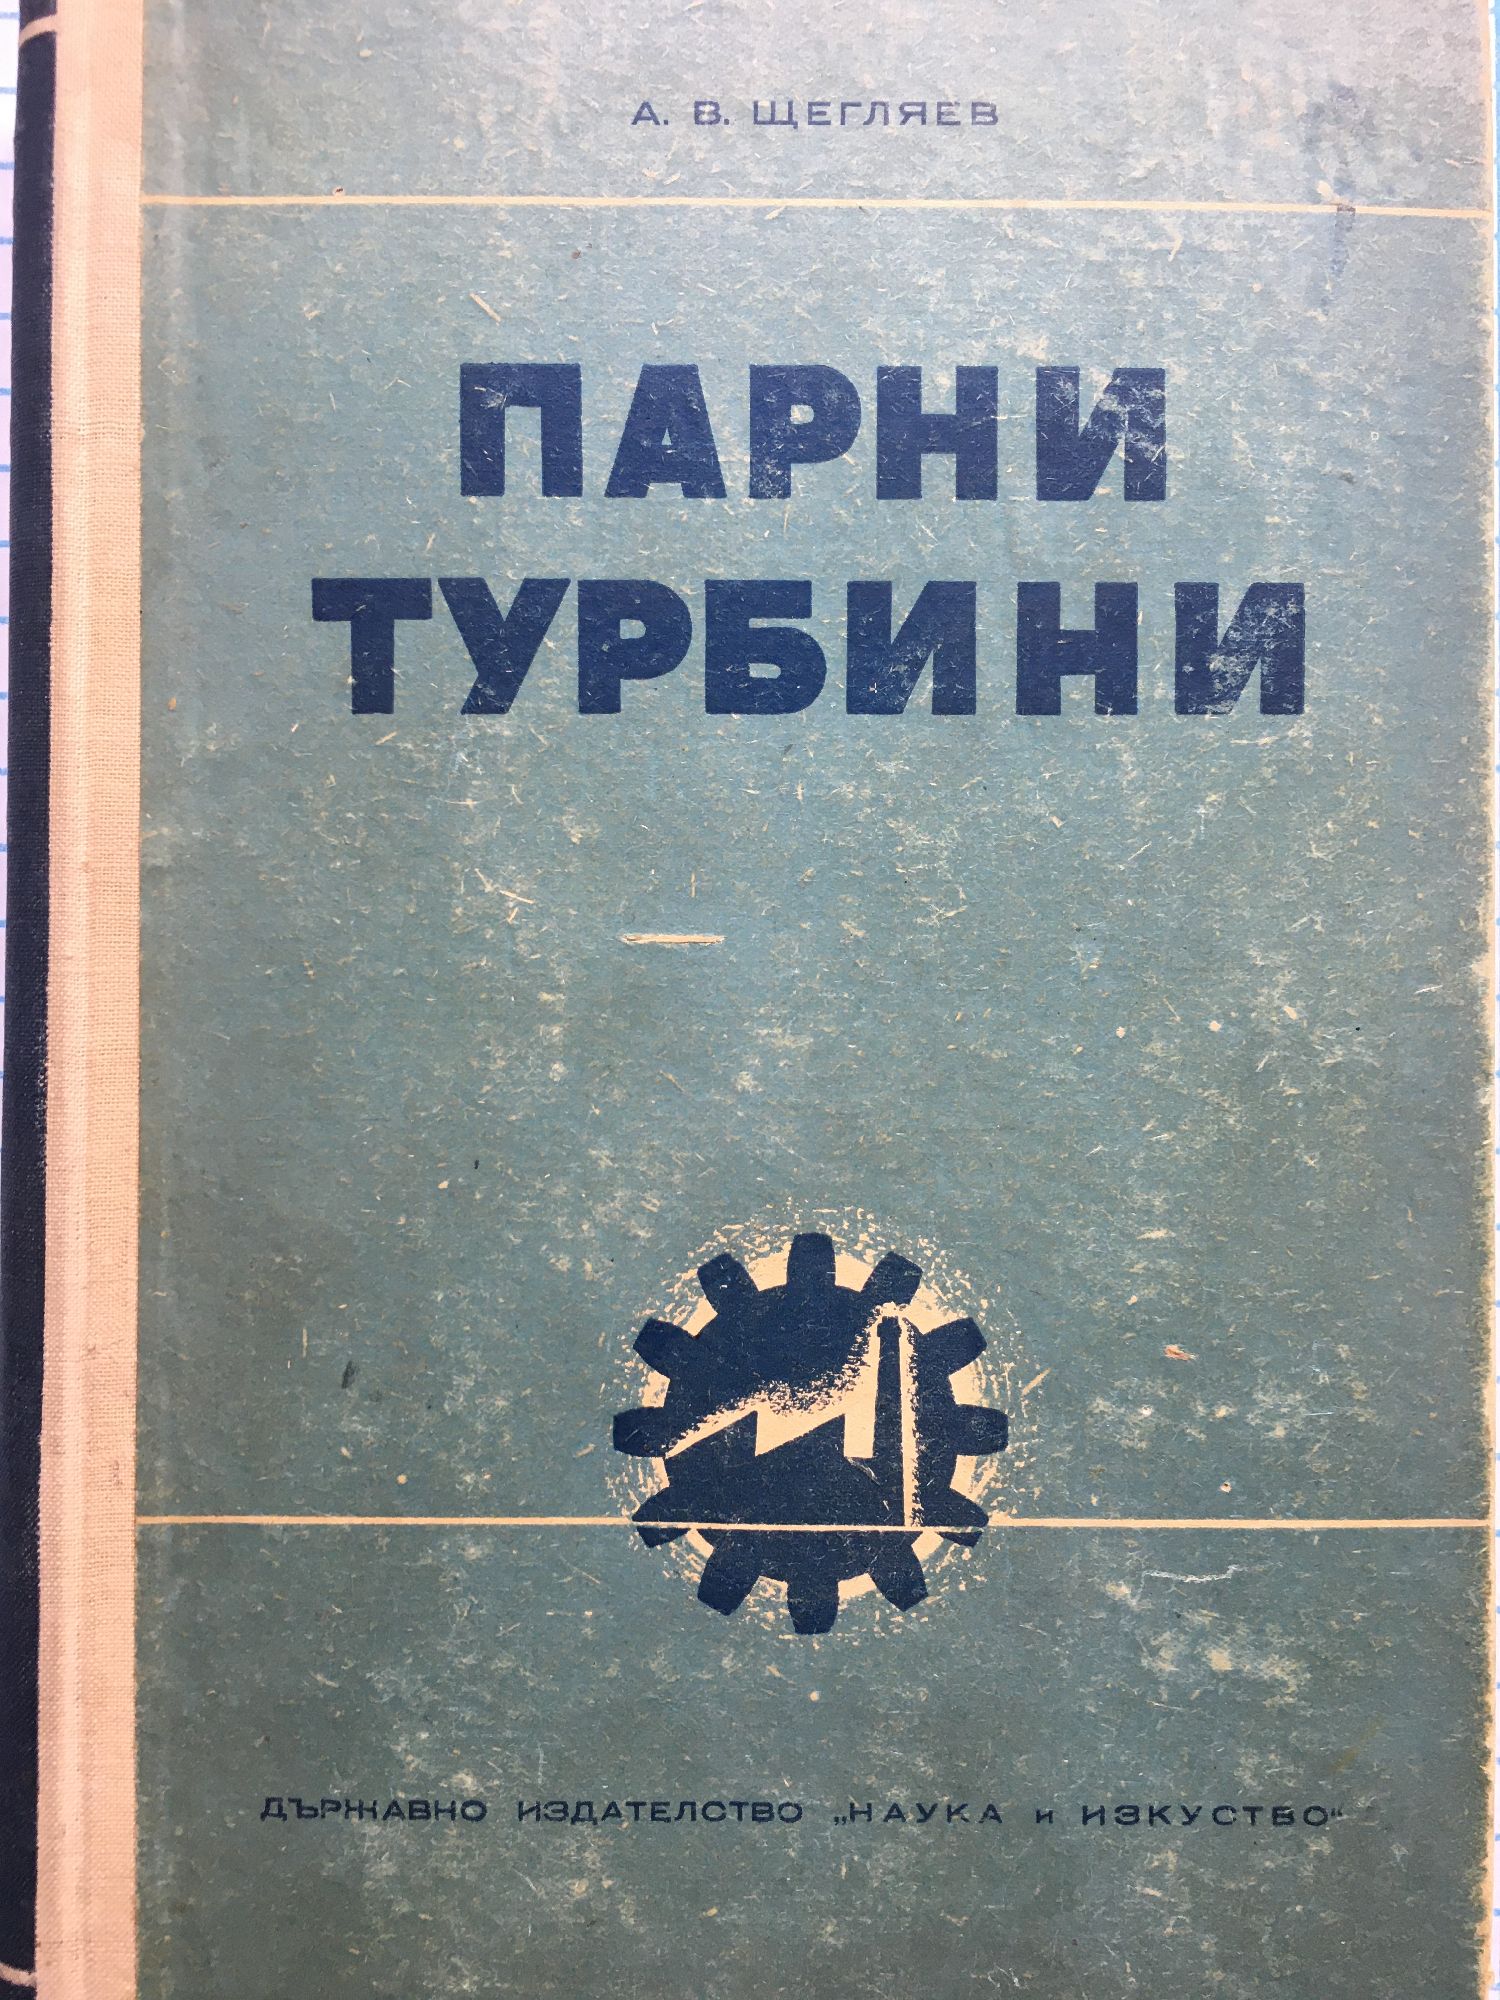 А. В. ЩЕГЛЯЕВ
ПАРНИ
ТУРБИНИ
ДЪРЖАВНО ИЗДАТЕЛСТВО „НАУКА и ИЗКУСТВО“